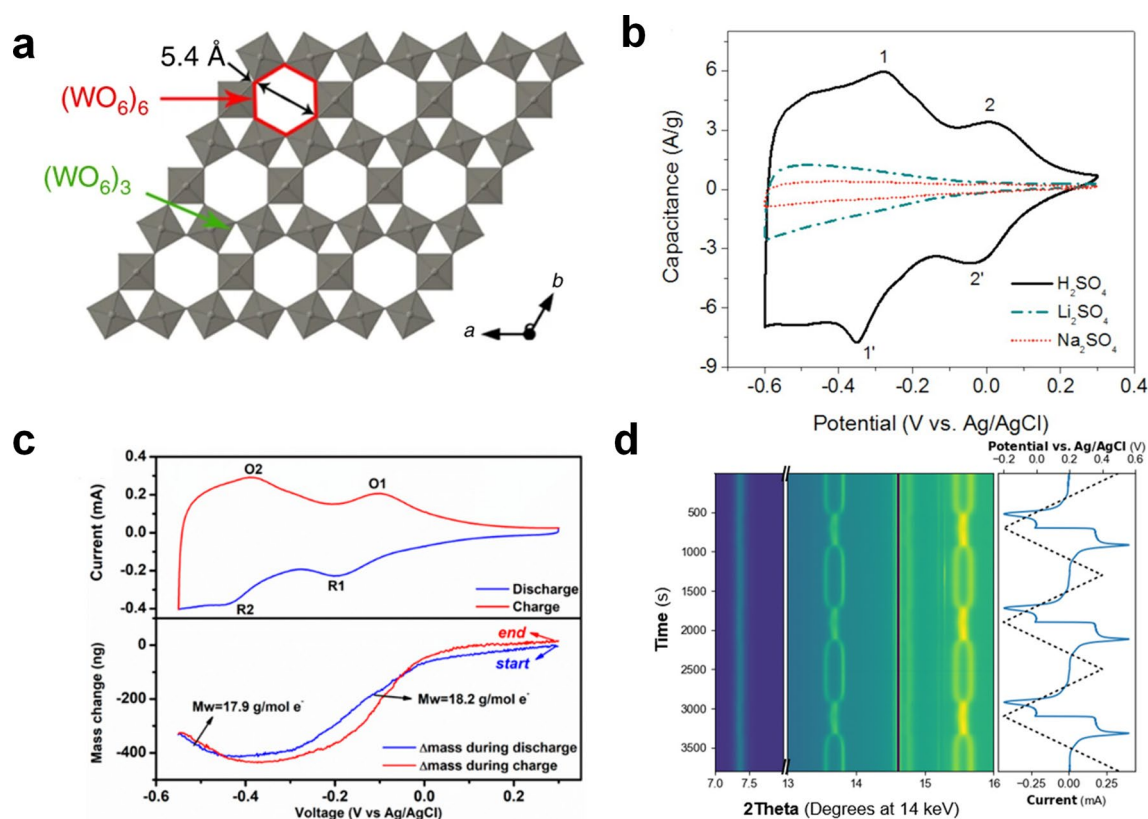 a
5.4 Å
(WO₆)₆
(WO₆)₃
b
a
c
b
Capacitance (A/g)
6
3
0
-3
-6
-9
1
2
1'
2'
H₂SO₄
Li₂SO₄
Na₂SO₄
-0.6
-0.4
-0.2
0.0
0.2
0.4
Potential (V vs. Ag/AgCl)
c
Current (mA)
0.4
0.2
0.0
-0.2
-0.4
O2
O1
R2
R1
Discharge
Charge
Mass change (ng)
0
-200
-400
end
start
Mw=17.9 g/mol e⁻
Mw=18.2 g/mol e⁻
Δmass during discharge
Δmass during charge
-0.6
-0.4
-0.2
0.0
0.2
Voltage (V vs Ag/AgCl)
d
Potential vs. Ag/AgCl (V)
-0.2
0.0
0.2
0.4
0.6
Time (s)
500
1000
1500
2000
2500
3000
3500
7.0
7.5
13
14
15
16
2Theta (Degrees at 14 keV)
-0.25
0.00
0.25
Current (mA)